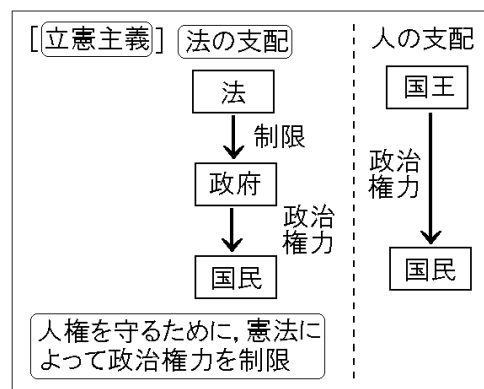 [立憲主義] 法の支配
法
制限
政府
政治
権力
国民
人権を守るために，憲法に
よって政治権力を制限
人の支配
国王
政治
権力
国民